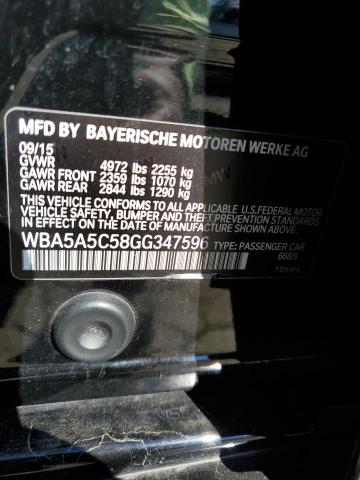 MFD BY BAYERISCHE MOTOREN WERKE AG
09/15
GVWR 4972 lbs 2255 kg
GAWR FRONT 2359 lbs 1070 kg
GAWR REAR 2844 lbs 1290 kg
THIS VEHICLE CONFORMS TO ALL APPLICABLE U.S.FEDERAL MOTOR
VEHICLE SAFETY, BUMPER, AND THEFT PREVENTION STANDARDS
IN EFFECT ON THE DATE OF MANUFACTURE SHOWN ABOVE.
WBA5A5C58GG347596 TYPE: PASSENGER CAR
668/9